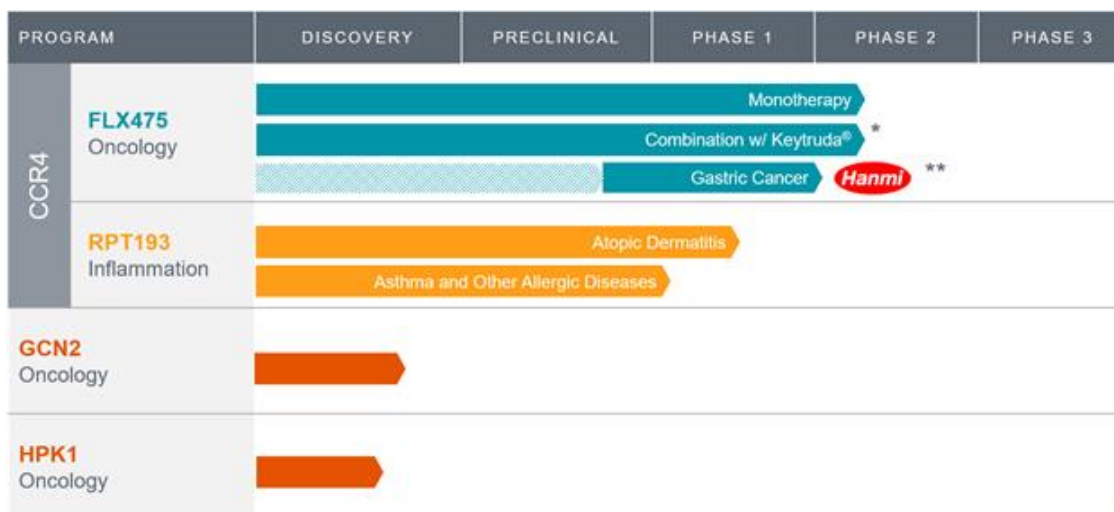 PROGRAM DISCOVERY PRECLINICAL PHASE 1 PHASE 2 PHASE 3
CCR4
FLX475
Oncology
Monotherapy
Combination w/ Keytruda® *
Gastric Cancer Hanmi **
RPT193
Inflammation
Atopic Dermatitis
Asthma and Other Allergic Diseases
GCN2
Oncology
HPK1
Oncology